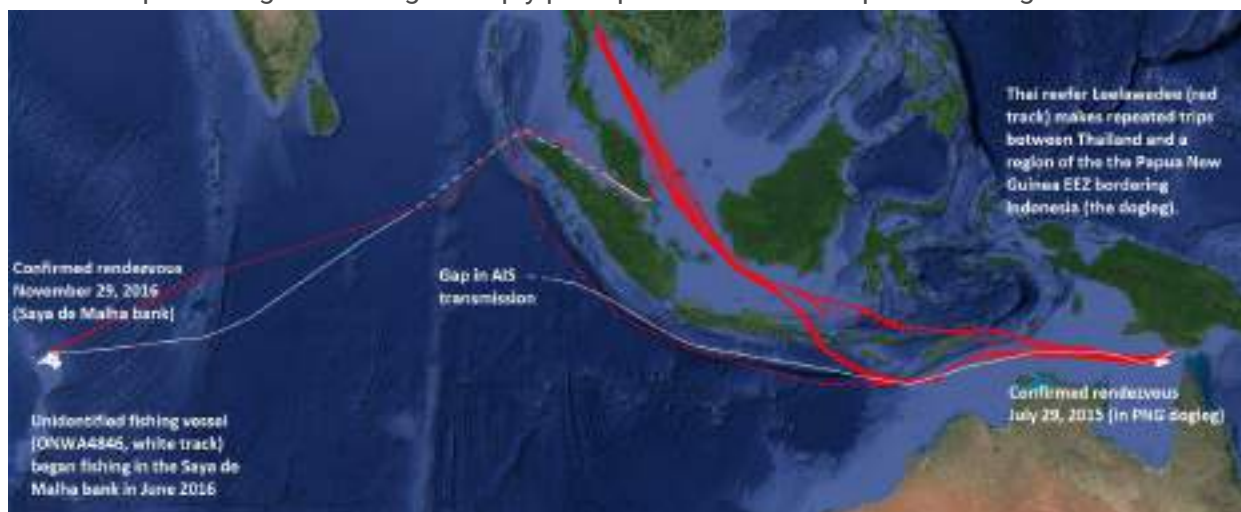 Thai reefer Leelawadee (red
track) makes repeated trips
between Thailand and a
region of the the Papua New
Guinea EEZ bordering
Indonesia (the dogleg).
Confirmed rendezvous
November 29, 2016
(Saya de Malha bank)
Gap in AIS
transmission
Confirmed rendezvous
July 29, 2015 (in PNG dogleg)
Unidentified fishing vessel
(ONWA4846, white track)
began fishing in the Saya de
Malha bank in June 2016